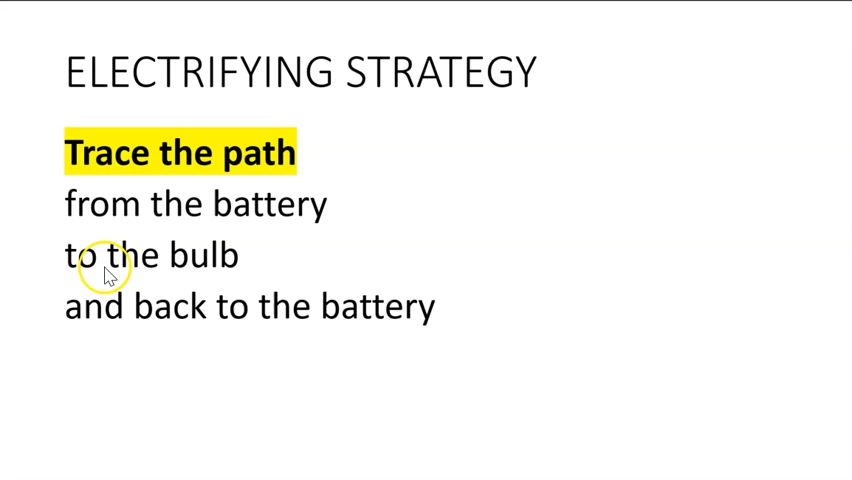 ELECTRIFYING STRATEGY
Trace the path
from the battery
to the bulb
and back to the battery